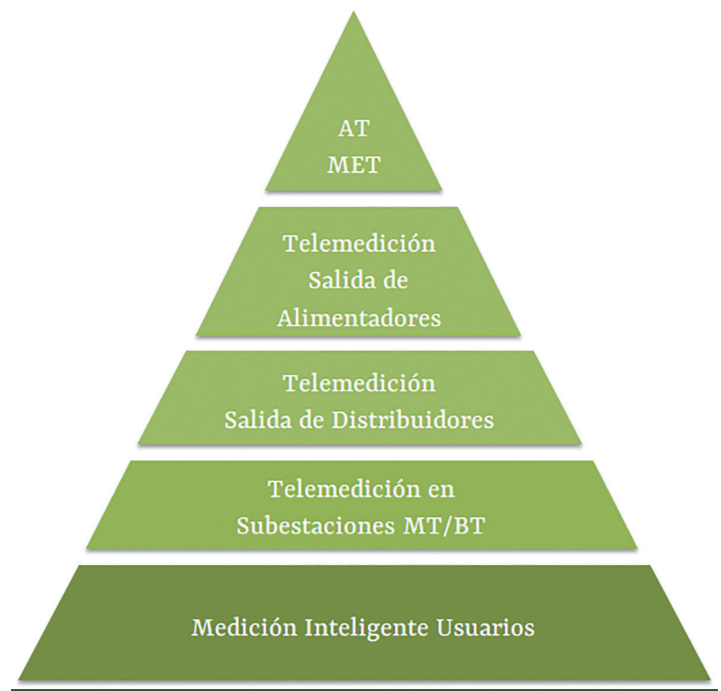 AT
MET
Telemedición
Salida de
Alimentadores
Telemedición
Salida de Distribuidores
Telemedición en
Subestaciones MT/BT
Medición Inteligente Usuarios